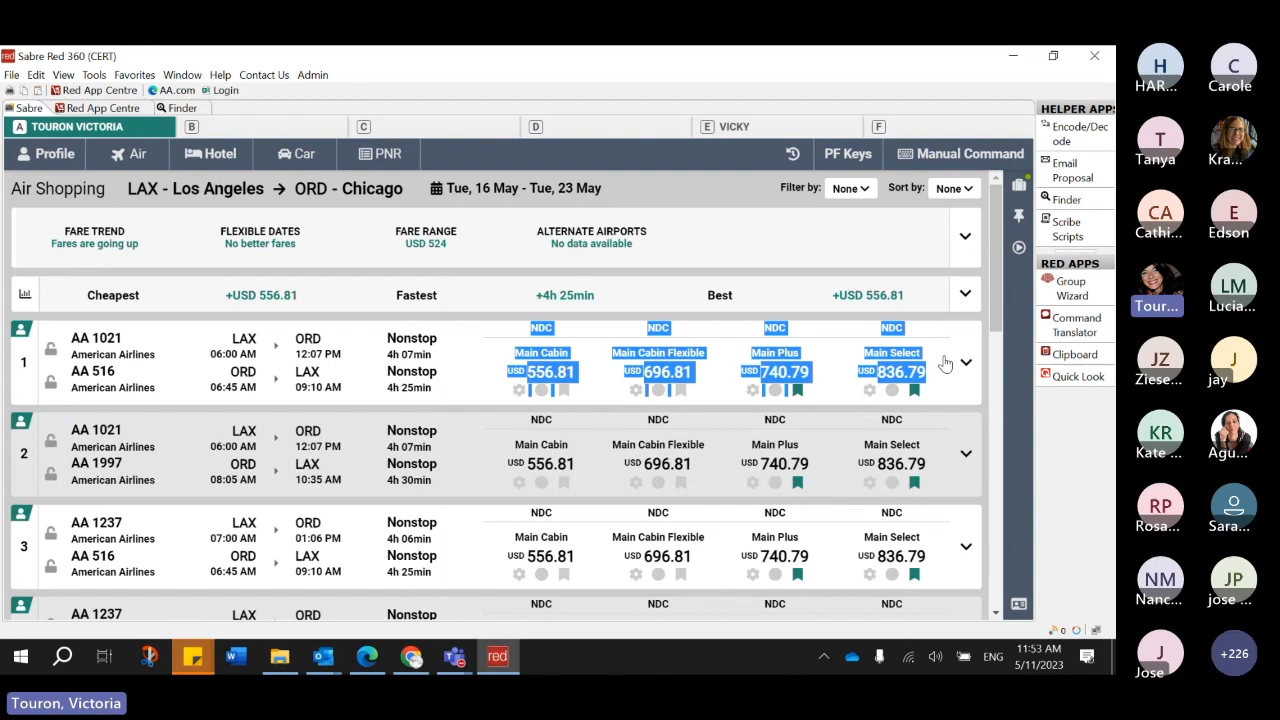 red Sabre Red 360 (CERT)
File Edit View Tools Favorites Window Help Contact Us Admin
Red App Centre AA.com Login
Sabre Red App Centre Finder
A TOURON VICTORIA B C D E VICKY F
Profile Air Hotel Car PNR PF Keys Manual Command
Air Shopping LAX - Los Angeles → ORD - Chicago Tue, 16 May - Tue, 23 May Filter by: None Sort by: None
FARE TREND FLEXIBLE DATES FARE RANGE ALTERNATE AIRPORTS
Fares are going up No better fares USD 524 No data available
Cheapest +USD 556.81 Fastest +4h 25min Best +USD 556.81
NDC NDC NDC NDC
AA 1021 LAX ORD Nonstop
American Airlines 06:00 AM 12:07 PM 4h 07min Main Cabin Main Cabin Flexible Main Plus Main Select
1
AA 516 ORD LAX Nonstop USD 556.81 USD 696.81 USD 740.79 USD 836.79
American Airlines 06:45 AM 09:10 AM 4h 25min
NDC NDC NDC NDC
AA 1021 LAX ORD Nonstop
American Airlines 06:00 AM 12:07 PM 4h 07min Main Cabin Main Cabin Flexible Main Plus Main Select
2
AA 1997 ORD LAX Nonstop USD 556.81 USD 696.81 USD 740.79 USD 836.79
American Airlines 08:05 AM 10:35 AM 4h 30min
NDC NDC NDC NDC
AA 1237 LAX ORD Nonstop
American Airlines 07:00 AM 01:06 PM 4h 06min Main Cabin Main Cabin Flexible Main Plus Main Select
3
AA 516 ORD LAX Nonstop USD 556.81 USD 696.81 USD 740.79 USD 836.79
American Airlines 06:45 AM 09:10 AM 4h 25min
NDC NDC NDC NDC
AA 1237 LAX ORD Nonstop
HELPER APPS
Encode/Dec
ode
Email
Proposal
Finder
Scribe
Scripts
RED APPS
Group
Wizard
Command
Translator
Clipboard
Quick Look
0
W red ENG 11:53 AM
5/11/2023
Touron, Victoria
H C
HAR... Carole
T
Tanya Kra...
CA E
Cathi... Edson
LM
Tour... Lucia...
JZ J
Ziese... jay
KR
Kate ... Agu...
RP
Rosa... Sara...
NM JP
Nanc... jose ...
J +226
Jose